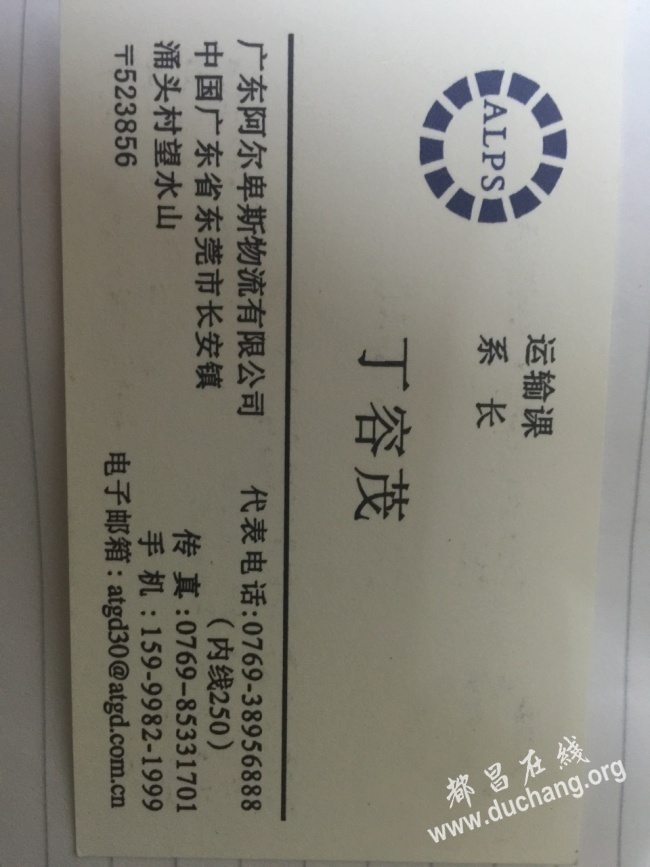 ALPS
运输课
系 长
丁容茂
广东阿尔卑斯物流有限公司
中国广东省东莞市长安镇
涌头村望水山
〒523856
代表电话:0769-38956888
(内线250)
传 真:0769-85331701
手 机:159-9982-1999
电子邮箱:atgd30@atgd.com.cn
都昌在线
www.duchang.org